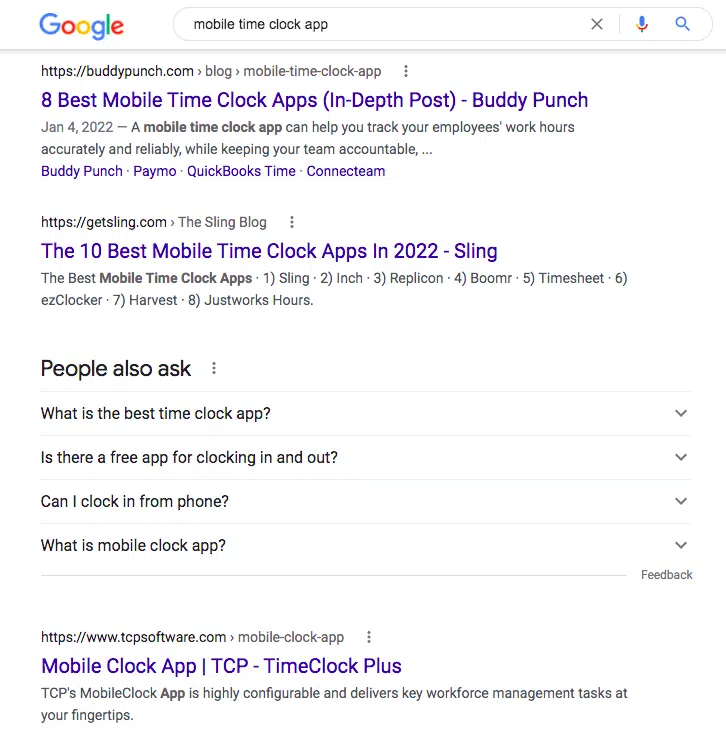 Google
mobile time clock app
https://buddypunch.com › blog › mobile-time-clock-app
8 Best Mobile Time Clock Apps (In-Depth Post) - Buddy Punch
Jan 4, 2022 — A mobile time clock app can help you track your employees' work hours
accurately and reliably, while keeping your team accountable, ...
Buddy Punch · Paymo · QuickBooks Time · Connecteam
https://getsling.com › The Sling Blog
The 10 Best Mobile Time Clock Apps In 2022 - Sling
The Best Mobile Time Clock Apps · 1) Sling · 2) Inch · 3) Replicon · 4) Boomr · 5) Timesheet · 6)
ezClocker · 7) Harvest · 8) Justworks Hours.
People also ask
What is the best time clock app?
Is there a free app for clocking in and out?
Can I clock in from phone?
What is mobile clock app?
Feedback
https://www.tcpsoftware.com › mobile-clock-app
Mobile Clock App | TCP - TimeClock Plus
TCP's MobileClock App is highly configurable and delivers key workforce management tasks at
your fingertips.